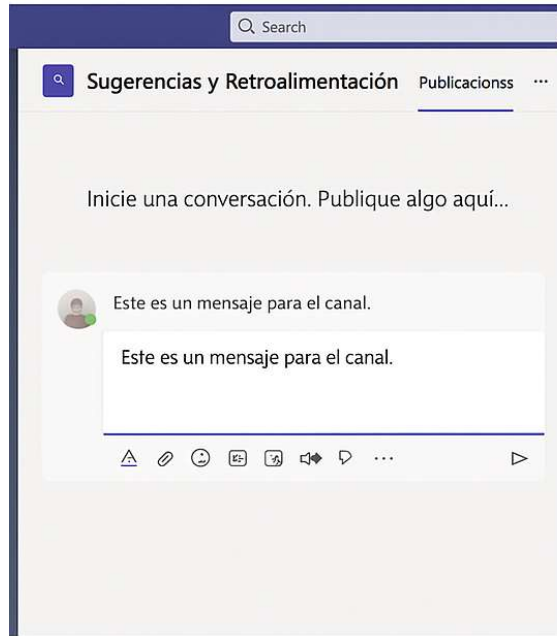 Search
Sugerencias y Retroalimentación Publicacionss ...
Inicie una conversación. Publique algo aquí...
Este es un mensaje para el canal.
Este es un mensaje para el canal.